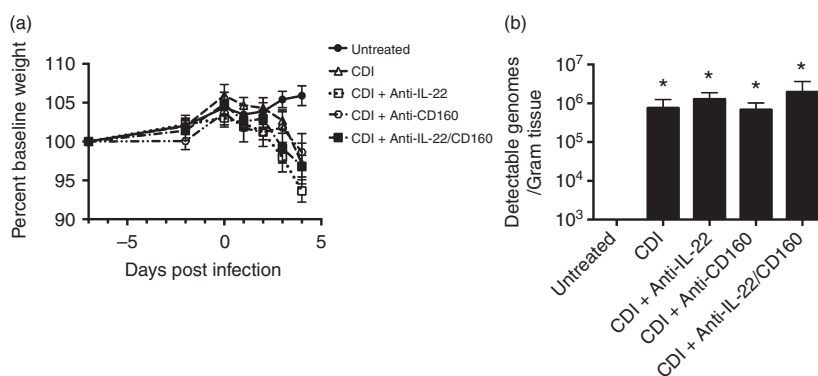 (a)
Percent baseline weight
110
105
100
95
90
−5
0
5
Days post infection
Untreated
CDI
CDI + Anti-IL-22
CDI + Anti-CD160
CDI + Anti-IL-22/CD160
(b)
Detectable genomes
/Gram tissue
10⁷
10⁶
10⁵
10⁴
10³
*
*
*
*
Untreated
CDI
CDI + Anti-IL-22
CDI + Anti-CD160
CDI + Anti-IL-22/CD160